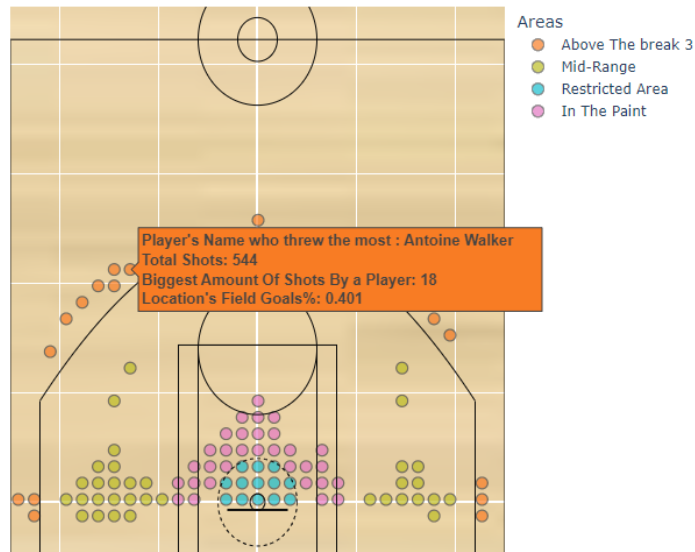 Areas
Above The break 3
Mid-Range
Restricted Area
In The Paint
Player's Name who threw the most : Antoine Walker
Total Shots: 544
Biggest Amount Of Shots By a Player: 18
Location's Field Goals%: 0.401